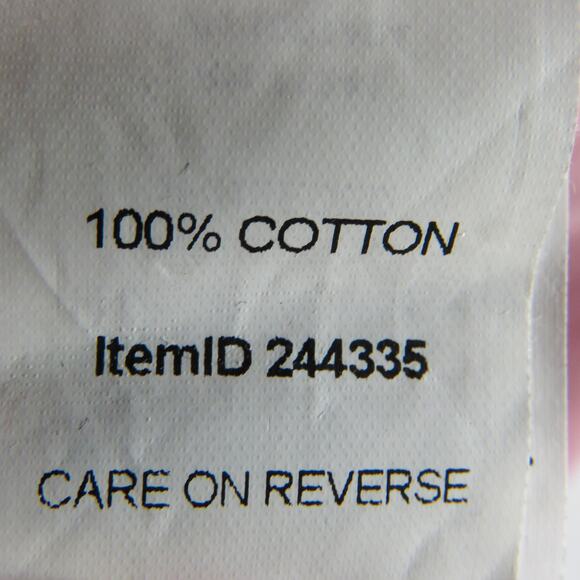 100% COTTON
ItemID 244335
CARE ON REVERSE